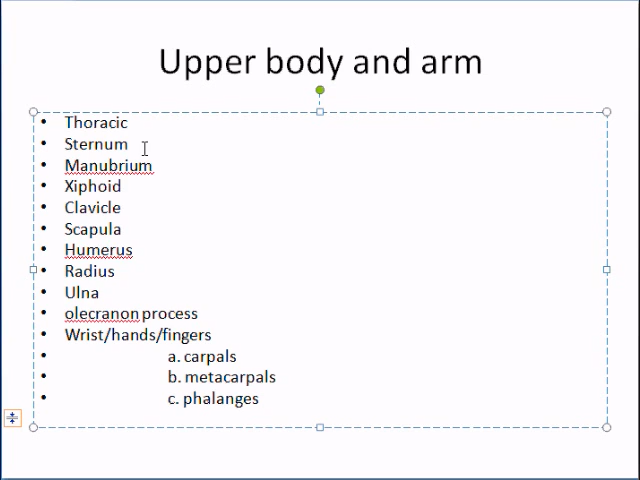 Upper body and arm
• Thoracic
• Sternum
• Manubrium
• Xiphoid
• Clavicle
• Scapula
• Humerus
• Radius
• Ulna
• olecranon process
• Wrist/hands/fingers
• a. carpals
• b. metacarpals
• c. phalanges